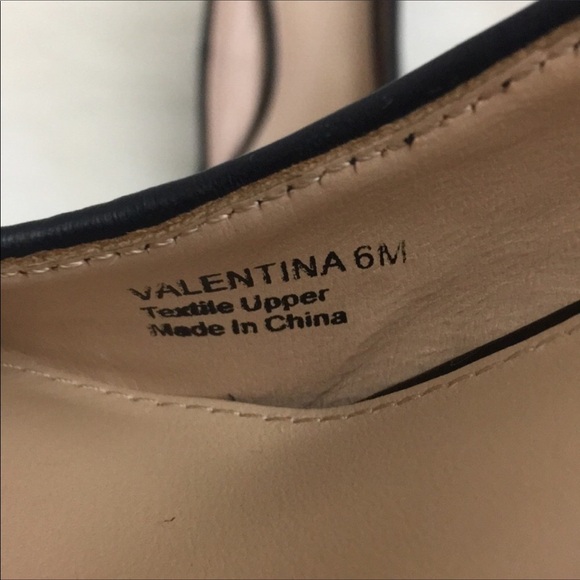 VALENTINA 6M
Textile Upper
Made In China